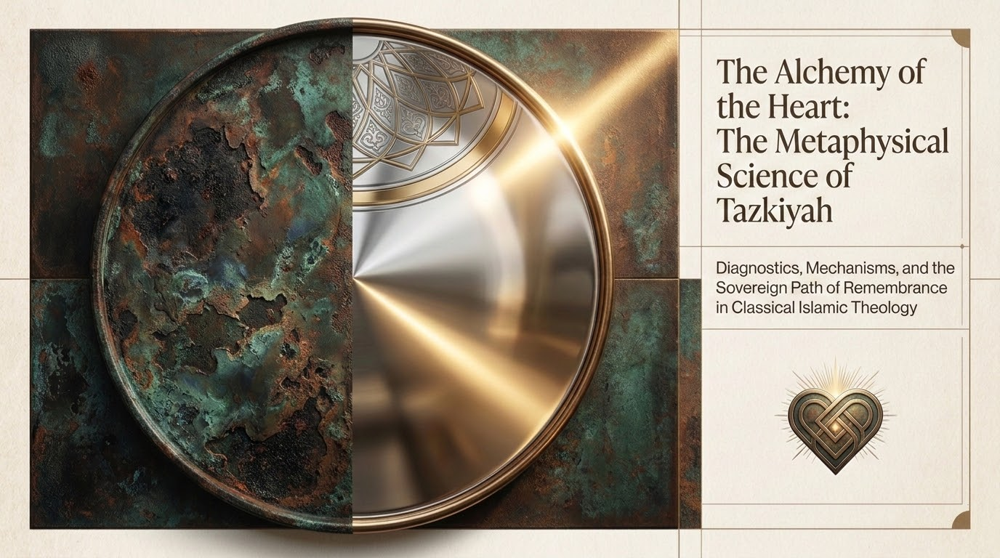 The Alchemy of
the Heart:
The Metaphysical
Science of
Tazkiyah
Diagnostics, Mechanisms, and the
Sovereign Path of Remembrance
in Classical Islamic Theology